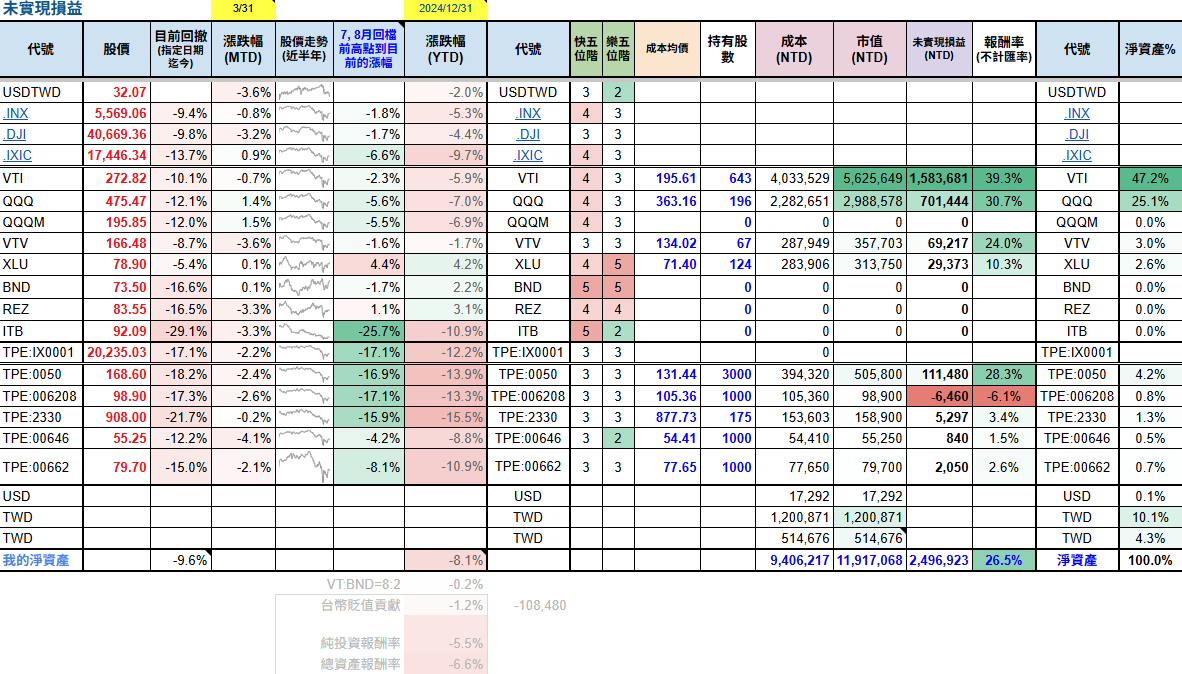 未實現損益 3/31 2024/12/31
代號 股價 目前回撤 (指定日期迄今) 漲跌幅 (MTD) 股價走勢 (近半年) 7, 8月回檔前高點到目前的漲幅 漲跌幅 (YTD) 代號 快五位階 樂五位階 成本均價 持有股數 成本 (NTD) 市值 (NTD) 未實現損益 (NTD) 報酬率 (不計匯率) 代號 淨資產%
USDTWD 32.07 -3.6% -2.0% USDTWD 3 2 USDTWD
.INX 5,569.06 -9.4% -0.8% -1.8% -5.3% .INX 4 3 .INX
.DJI 40,669.36 -9.8% -3.2% -1.7% -4.4% .DJI 3 3 .DJI
.IXIC 17,446.34 -13.7% 0.9% -6.6% -9.7% .IXIC 4 3 .IXIC
VTI 272.82 -10.1% -0.7% -2.3% -5.9% VTI 4 3 195.61 643 4,033,529 5,625,649 1,583,681 39.3% VTI 47.2%
QQQ 475.47 -12.1% 1.4% -5.6% -7.0% QQQ 4 3 363.16 196 2,282,651 2,988,578 701,444 30.7% QQQ 25.1%
QQQM 195.85 -12.0% 1.5% -5.5% -6.9% QQQM 4 3 0 0 0 0 QQQM 0.0%
VTV 166.48 -8.7% -3.6% -1.6% -1.7% VTV 3 3 134.02 67 287,949 357,703 69,217 24.0% VTV 3.0%
XLU 78.90 -5.4% 0.1% 4.4% 4.2% XLU 4 5 71.40 124 283,906 313,750 29,373 10.3% XLU 2.6%
BND 73.50 -16.6% 0.1% -1.7% 2.2% BND 5 5 0 0 0 0 BND 0.0%
REZ 83.55 -16.5% -3.3% 1.1% 3.1% REZ 4 4 0 0 0 0 REZ 0.0%
ITB 92.09 -29.1% -3.3% -25.7% -10.9% ITB 5 2 0 0 0 0 ITB 0.0%
TPE:IX0001 20,235.03 -17.1% -2.2% -17.1% -12.2% TPE:IX0001 3 3 0 TPE:IX0001
TPE:0050 168.60 -18.2% -2.4% -16.9% -13.9% TPE:0050 3 3 131.44 3000 394,320 505,800 111,480 28.3% TPE:0050 4.2%
TPE:006208 98.90 -17.3% -2.6% -17.1% -13.3% TPE:006208 3 3 105.36 1000 105,360 98,900 -6,460 -6.1% TPE:006208 0.8%
TPE:2330 908.00 -21.7% -0.2% -15.9% -15.5% TPE:2330 3 3 877.73 175 153,603 158,900 5,297 3.4% TPE:2330 1.3%
TPE:00646 55.25 -12.2% -4.1% -4.2% -8.8% TPE:00646 3 2 54.41 1000 54,410 55,250 840 1.5% TPE:00646 0.5%
TPE:00662 79.70 -15.0% -2.1% -8.1% -10.9% TPE:00662 3 3 77.65 1000 77,650 79,700 2,050 2.6% TPE:00662 0.7%
USD USD 17,292 17,292 USD 0.1%
TWD TWD 1,200,871 1,200,871 TWD 10.1%
TWD TWD 514,676 514,676 TWD 4.3%
我的淨資產 -9.6% -8.1% 9,406,217 11,917,068 2,496,923 26.5% 淨資產 100.0%
VT:BND=8:2 -0.2%
台幣貶值貢獻 -1.2% -108,480
純投資報酬率 -5.5%
總資產報酬率 -6.6%